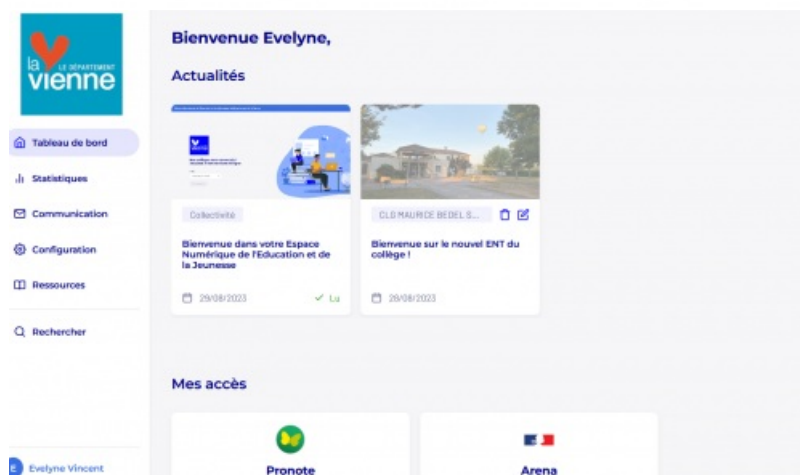 la
LE DÉPARTEMENT
vienne
Tableau de bord
Statistiques
Communication
Configuration
Ressources
Rechercher
E
Evelyne Vincent
Bienvenue Evelyne,
Actualités
Collectivité
Bienvenue dans votre Espace
Numérique de l'Education et de
la Jeunesse
29/08/2023
Lu
CLG MAURICE BEDEL S...
Bienvenue sur le nouvel ENT du
collège !
28/08/2023
Mes accès
Pronote
Arena